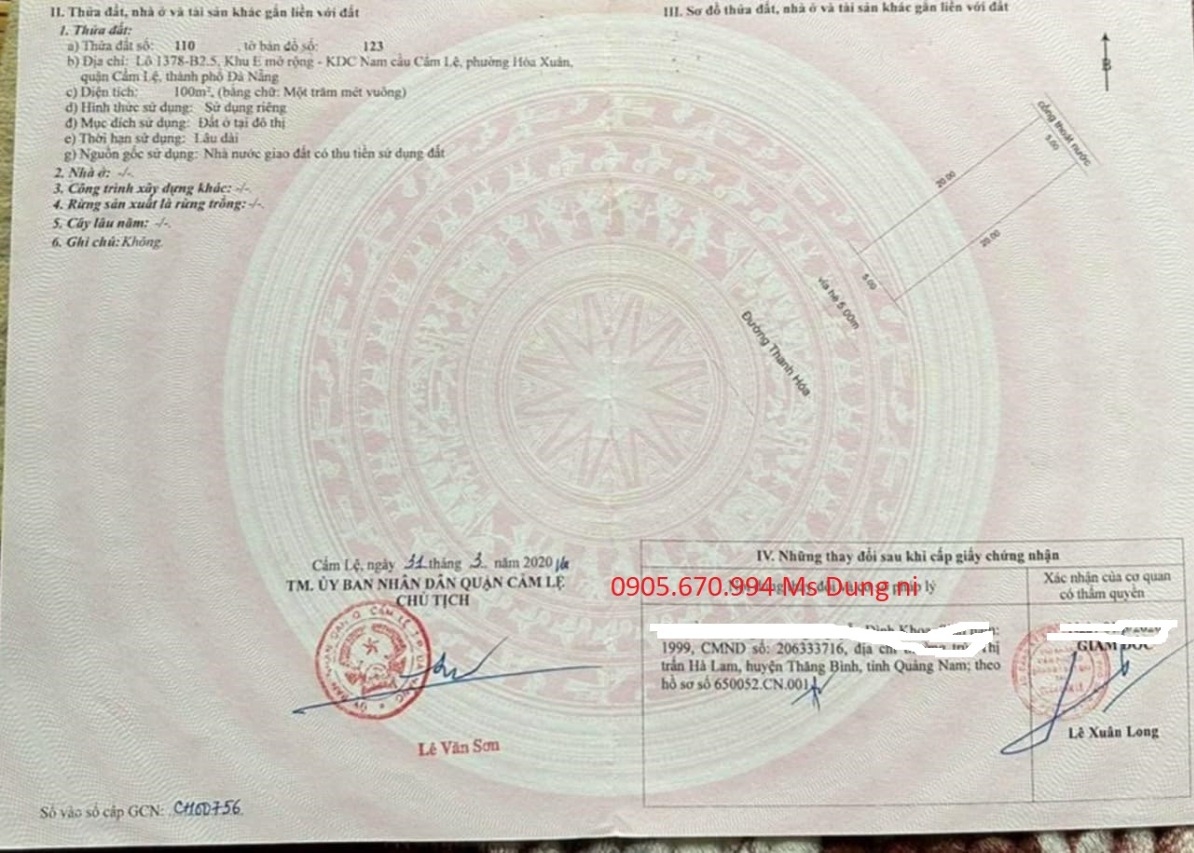 II. Thửa đất, nhà ở và tài sản khác gắn liền với đất
1. Thửa đất:
a) Thửa đất số: 110 , tờ bản đồ số: 123
b) Địa chỉ: Lô 1378-B2.5, Khu E mở rộng - KDC Nam cầu Cẩm Lệ, phường Hòa Xuân,
quận Cẩm Lệ, thành phố Đà Nẵng
c) Diện tích: 100m², (bằng chữ: Một trăm mét vuông)
d) Hình thức sử dụng: Sử dụng riêng
đ) Mục đích sử dụng: Đất ở tại đô thị
e) Thời hạn sử dụng: Lâu dài
g) Nguồn gốc sử dụng: Nhà nước giao đất có thu tiền sử dụng đất
2. Nhà ở: -/-.
3. Công trình xây dựng khác: -/-.
4. Rừng sản xuất là rừng trồng: -/-.
5. Cây lâu năm: -/-.
6. Ghi chú: Không.
III. Sơ đồ thửa đất, nhà ở và tài sản khác gắn liền với đất
B
cống thoát nước
5.00
20.00
20.00
5.00
vỉa hè 5.00m
Đường Thanh Hóa
Cẩm Lệ, ngày 11 tháng 3 năm 2020
TM. ỦY BAN NHÂN DÂN QUẬN CẨM LỆ
CHỦ TỊCH
Lê Văn Sơn
Số vào sổ cấp GCN: CH00756
IV. Những thay đổi sau khi cấp giấy chứng nhận
0905.670.994 Ms Dung ni
pháp lý
Xác nhận của cơ quan
có thẩm quyền
Đình Khoa
1999, CMND số: 206333716, địa chỉ Thị
trấn Hà Lam, huyện Thăng Bình, tỉnh Quảng Nam; theo
hồ sơ số 650052.CN.001
GIÁM ĐỐC
Lê Xuân Long